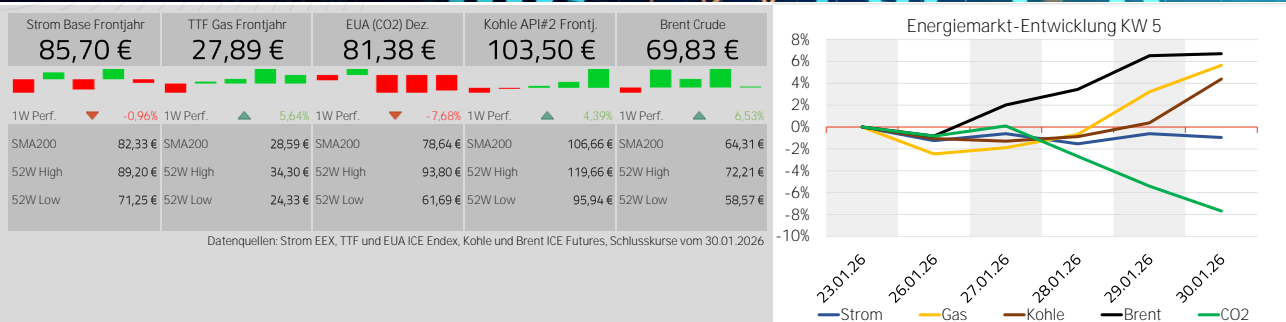 Strom Base Frontjahr TTF Gas Frontjahr EUA (CO2) Dez. Kohle API#2 Frontj. Brent Crude
85,70 € 27,89 € 81,38 € 103,50 € 69,83 €
1W Perf. -0,96% 1W Perf. 5,64% 1W Perf. -7,68% 1W Perf. 4,39% 1W Perf. 6,53%
SMA200 82,33 € SMA200 28,59 € SMA200 78,64 € SMA200 106,66 € SMA200 64,31 €
52W High 89,20 € 52W High 34,30 € 52W High 93,80 € 52W High 119,66 € 52W High 72,21 €
52W Low 71,25 € 52W Low 24,33 € 52W Low 61,69 € 52W Low 95,94 € 52W Low 58,57 €
Datenquellen: Strom EEX, TTF und EUA ICE Endex, Kohle und Brent ICE Futures, Schlusskurse vom 30.01.2026
Energiemarkt-Entwicklung KW 5
8%
6%
4%
2%
0%
-2%
-4%
-6%
-8%
-10%
23.01.26 26.01.26 27.01.26 28.01.26 29.01.26 30.01.26
Strom Gas Kohle Brent CO2